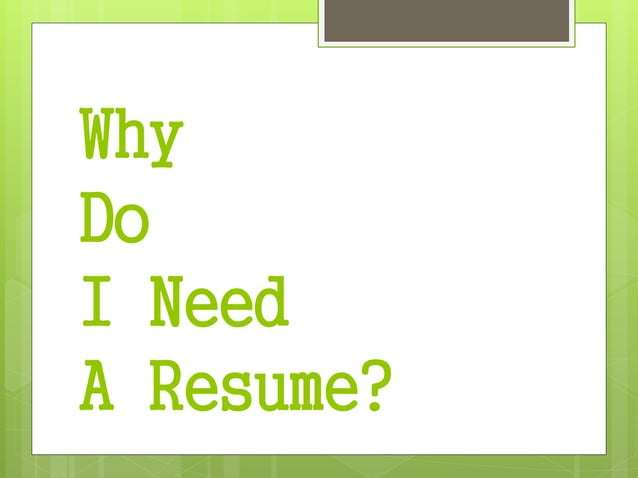 Why
Do
I Need
A Resume?